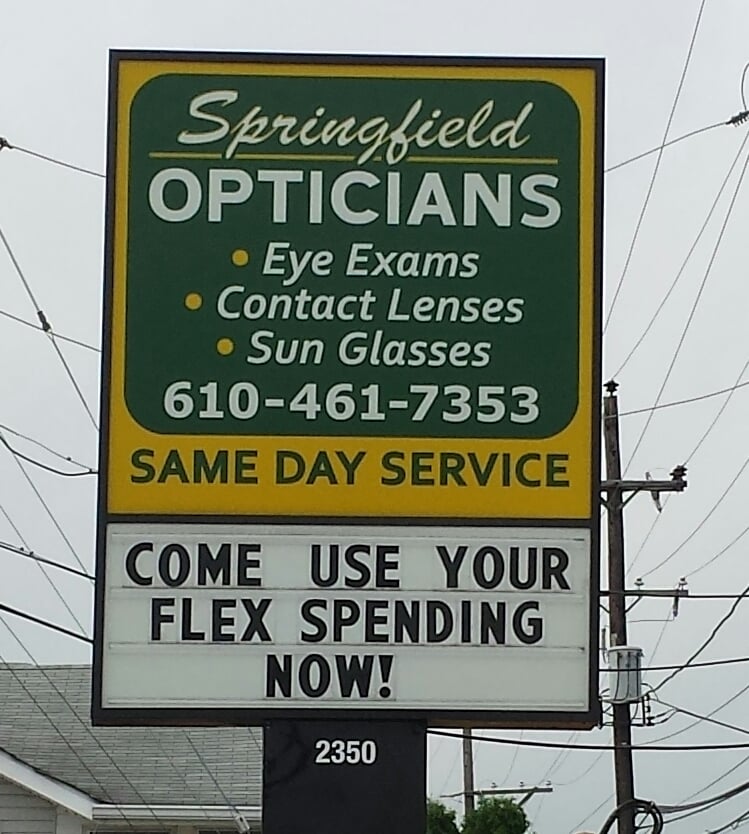 Springfield
OPTICIANS
• Eye Exams
• Contact Lenses
• Sun Glasses
610-461-7353
SAME DAY SERVICE
COME USE YOUR
FLEX SPENDING
NOW!
2350